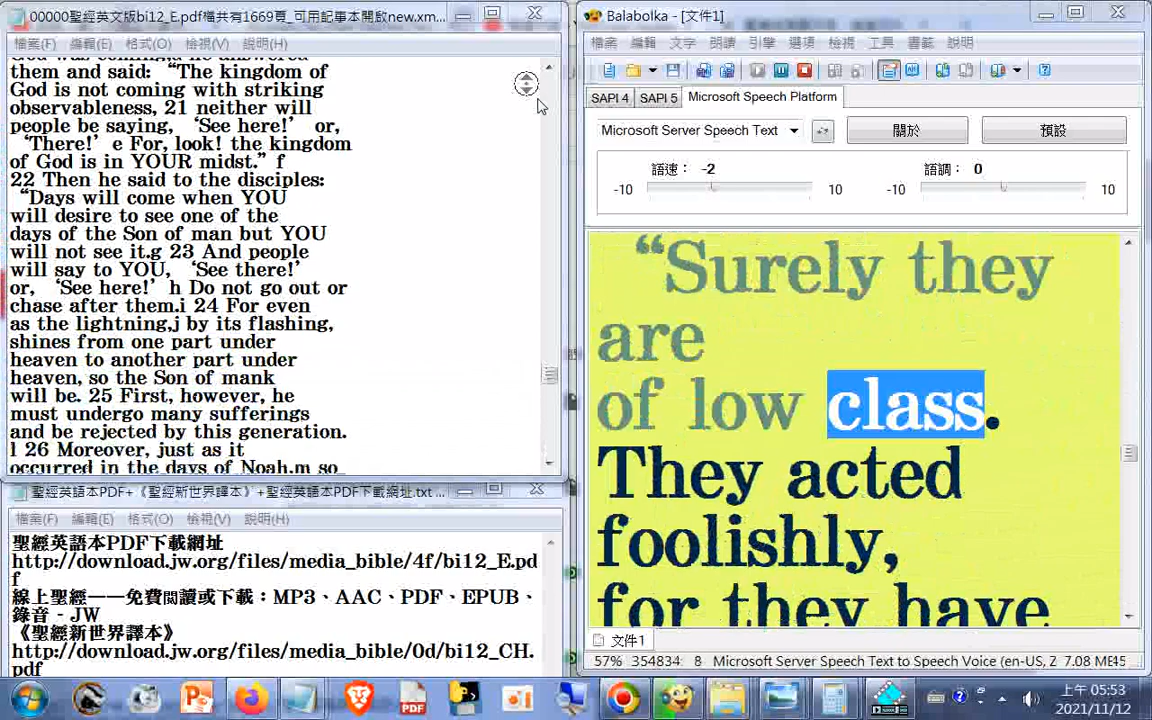 00000聖經英文版bi12_E.pdf檔共有1669頁_可用記事本開啟new.xm...
檔案(F) 編輯(E) 格式(O) 檢視(V) 說明(H)
them and said: “The kingdom of
God is not coming with striking
observableness, 21 neither will
people be saying, ‘See here!’ or,
‘There!’ e For, look! the kingdom
of God is in YOUR midst.” f
22 Then he said to the disciples:
“Days will come when YOU
will desire to see one of the
days of the Son of man but YOU
will not see it.g 23 And people
will say to YOU, ‘See there!’
or, ‘See here!’ h Do not go out or
chase after them.i 24 For even
as the lightning,j by its flashing,
shines from one part under
heaven to another part under
heaven, so the Son of mank
will be. 25 First, however, he
must undergo many sufferings
and be rejected by this generation.
l 26 Moreover, just as it
occurred in the days of Noah,m so
聖經英語本PDF+《聖經新世界譯本》+聖經英語本PDF下載網址.txt ...
檔案(F) 編輯(E) 格式(O) 檢視(V) 說明(H)
聖經英語本PDF下載網址
http://download.jw.org/files/media_bible/4f/bi12_E.pd
f
線上聖經——免費閱讀或下載：MP3、AAC、PDF、EPUB、
錄音 - JW
《聖經新世界譯本》
http://download.jw.org/files/media_bible/0d/bi12_CH.
pdf
Balabolka - [文件1]
檔案 編輯 文字 朗讀 引擎 選項 檢視 工具 書籤 說明
SAPI 4 SAPI 5 Microsoft Speech Platform
Microsoft Server Speech Text 關於 預設
語速： -2 語調： 0
-10 10 -10 10
“Surely they
are
of low class.
They acted
foolishly,
for they have
文件1
57% 354834: 8 Microsoft Server Speech Text to Speech Voice (en-US, Z 7.08 ME45
上午 05:53
2021/11/12